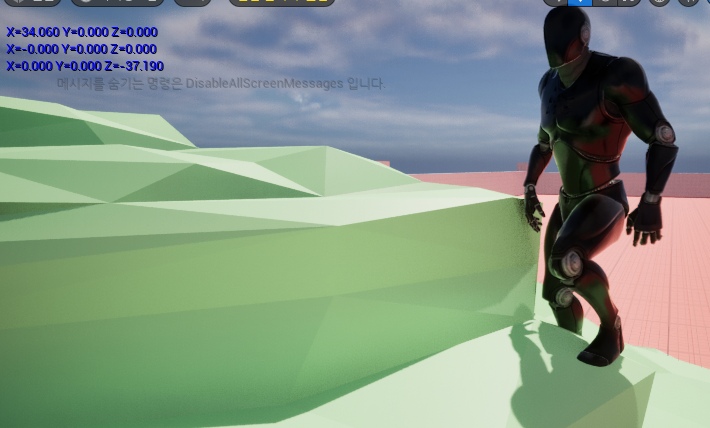 X=34.060 Y=0.000 Z=0.000
X=-0.000 Y=0.000 Z=0.000
X=0.000 Y=0.000 Z=-37.190
메시지를 숨기는 명령은 DisableAllScreenMessages 입니다.